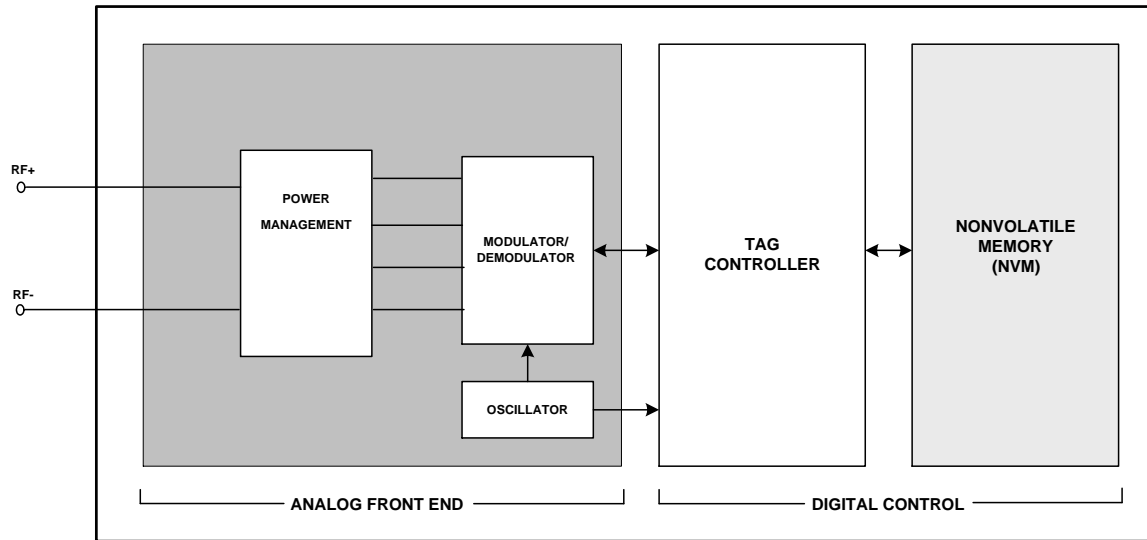 RF+
RF-
POWER
MANAGEMENT
MODULATOR/
DEMODULATOR
OSCILLATOR
TAG
CONTROLLER
NONVOLATILE
MEMORY
(NVM)
ANALOG FRONT END
DIGITAL CONTROL